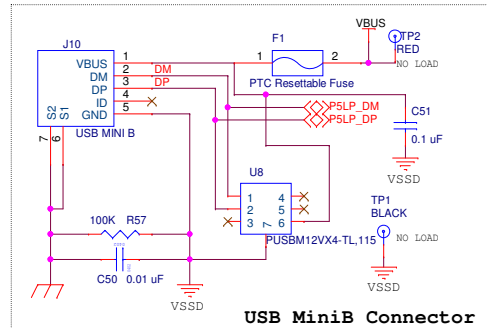 VBUS
F1
TP2
RED
J10
1
2
NO LOAD
VBUS 1
DM 2 DM
DP 3 DP
ID 4
GND 5
PTC Resettable Fuse
S2
S1
USB MINI B
P5LP_DM
P5LP_DP
C51
0.1 uF
7
6
VSSD
U8
1 4
2 5
3 7 6
TP1
BLACK
100K R57
PUSBM12VX4-TL,115
NO LOAD
C50 0.01 uF
VSSD
VSSD
USB MiniB Connector